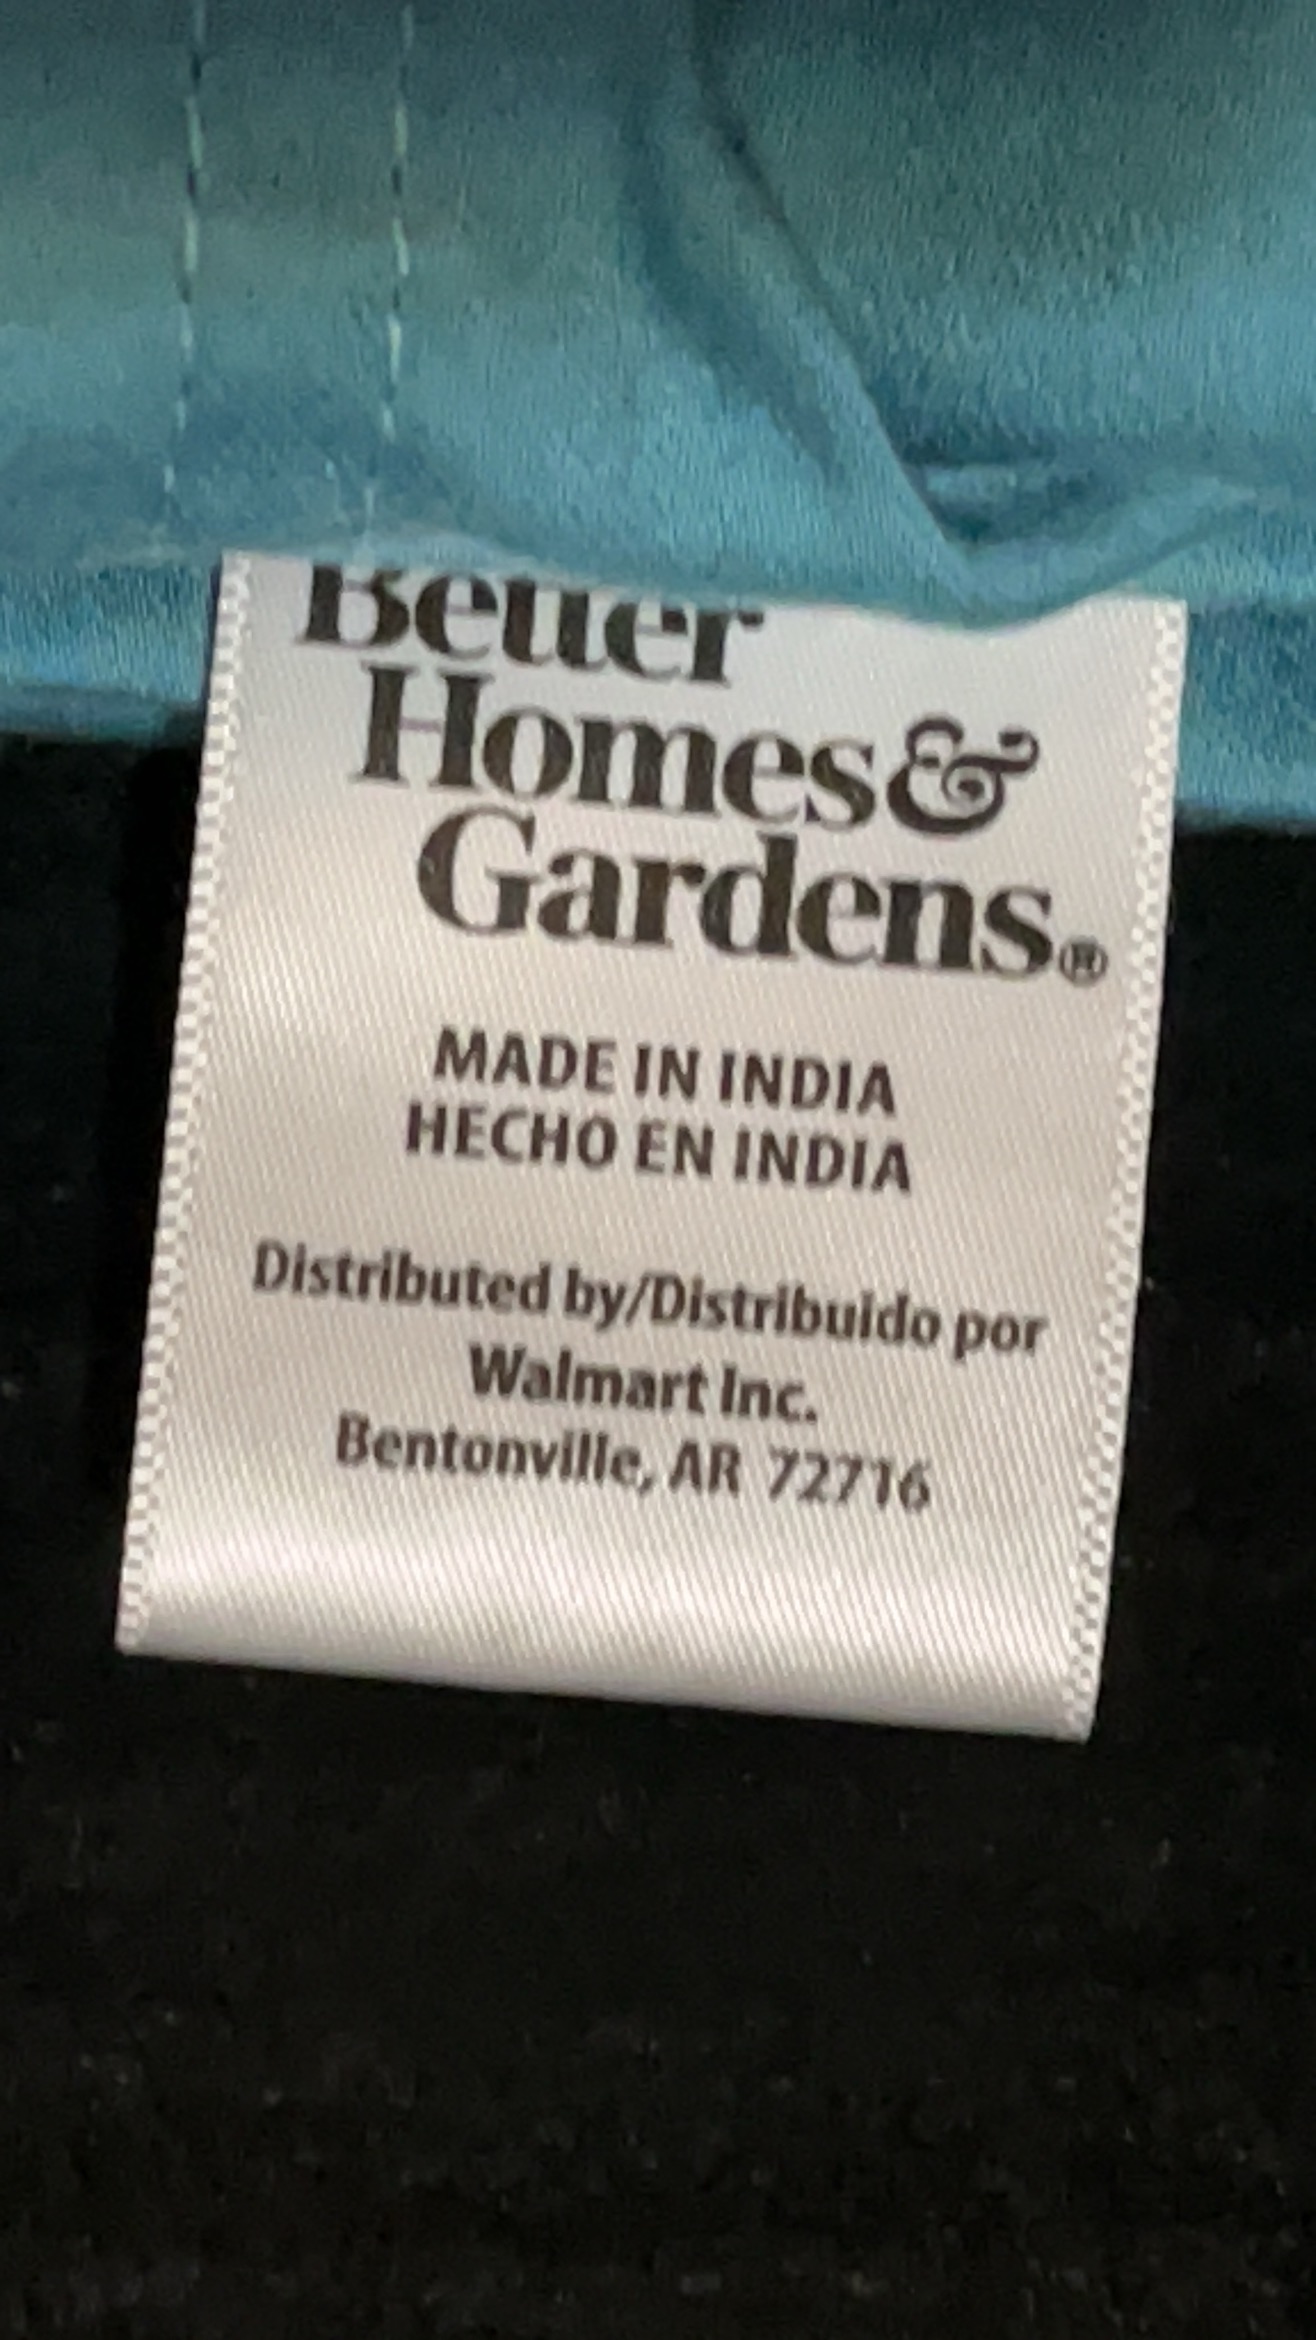 Better
Homes&
Gardens®
MADE IN INDIA
HECHO EN INDIA
Distributed by/Distribuido por
Walmart Inc.
Bentonville, AR 72716